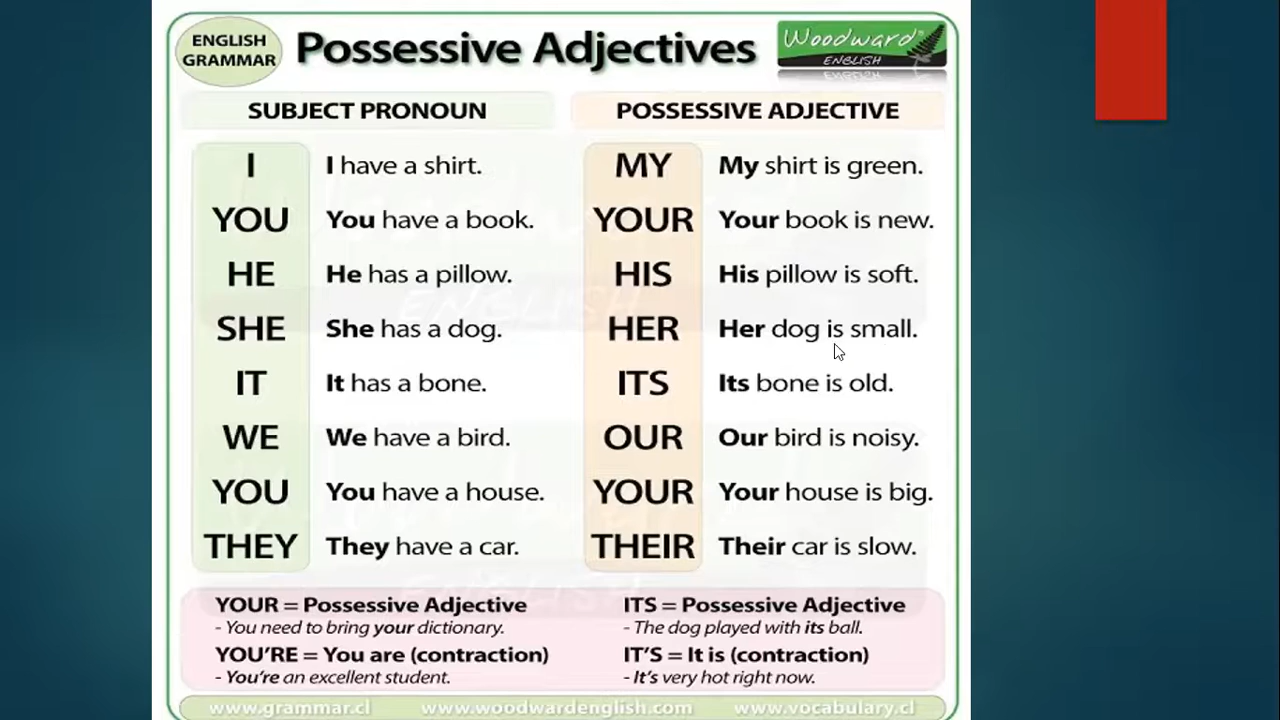 ENGLISH
GRAMMAR
Possessive Adjectives
Woodward®
ENGLISH
SUBJECT PRONOUN
POSSESSIVE ADJECTIVE
I I have a shirt. MY My shirt is green.
YOU You have a book. YOUR Your book is new.
HE He has a pillow. HIS His pillow is soft.
SHE She has a dog. HER Her dog is small.
IT It has a bone. ITS Its bone is old.
WE We have a bird. OUR Our bird is noisy.
YOU You have a house. YOUR Your house is big.
THEY They have a car. THEIR Their car is slow.
YOUR = Possessive Adjective
- You need to bring your dictionary.
YOU'RE = You are (contraction)
- You're an excellent student.
ITS = Possessive Adjective
- The dog played with its ball.
IT'S = It is (contraction)
- It's very hot right now.
www.grammar.cl www.woodwardenglish.com www.vocabulary.cl